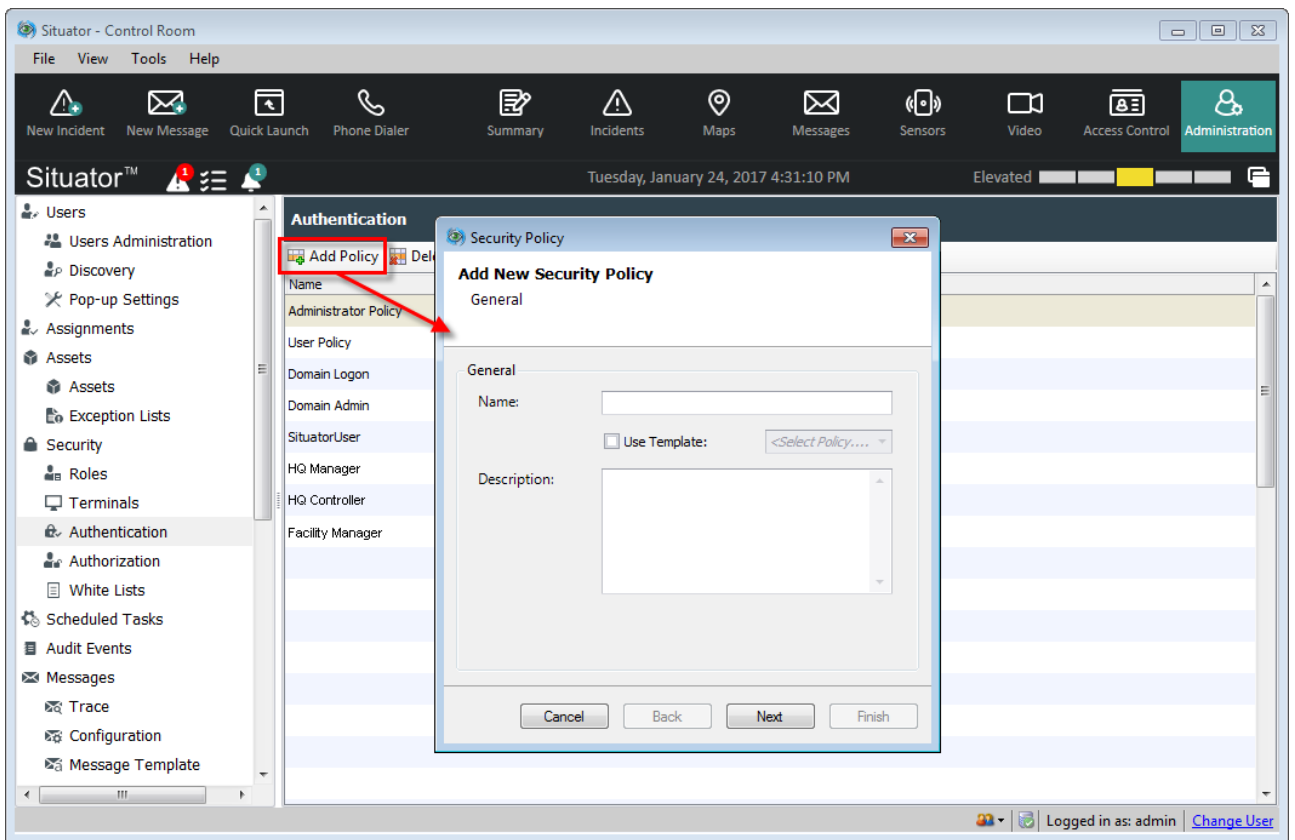 Situator - Control Room
File View Tools Help
New Incident New Message Quick Launch Phone Dialer Summary Incidents Maps Messages Sensors Video Access Control Administration
Situator™ 1 1 Tuesday, January 24, 2017 4:31:10 PM Elevated
Users
Users Administration
Discovery
Pop-up Settings
Assignments
Assets
Assets
Exception Lists
Security
Roles
Terminals
Authentication
Authorization
White Lists
Scheduled Tasks
Audit Events
Messages
Trace
Configuration
Message Template
Authentication
Add Policy
Name
Administrator Policy
User Policy
Domain Logon
Domain Admin
SituatorUser
HQ Manager
HQ Controller
Facility Manager
Security Policy
Add New Security Policy
General
General
Name:
Use Template: <Select Policy....
Description:
Cancel Back Next Finish
Logged in as: admin Change User